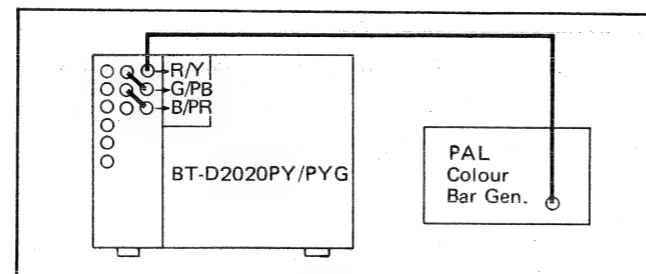 R/Y
G/PB
B/PR
BT-D2020PY/PYG
PAL
Colour
Bar Gen.